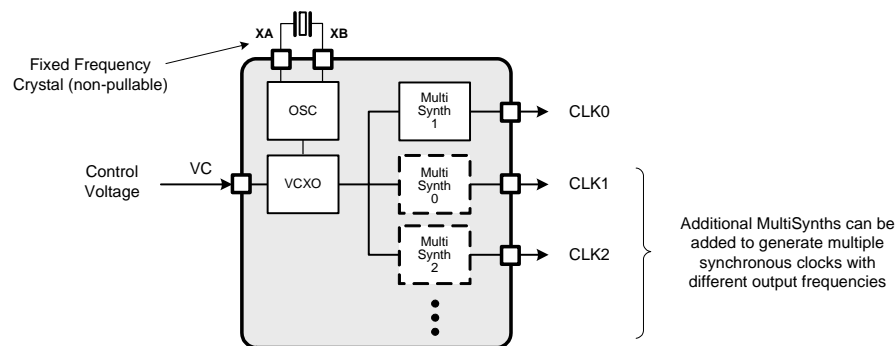 XA
XB
Fixed Frequency
Crystal (non-pullable)
OSC
Multi
Synth
1
CLK0
Control
Voltage
VC
VCXO
Multi
Synth
0
CLK1
Multi
Synth
2
CLK2
Additional MultiSynths can be
added to generate multiple
synchronous clocks with
different output frequencies